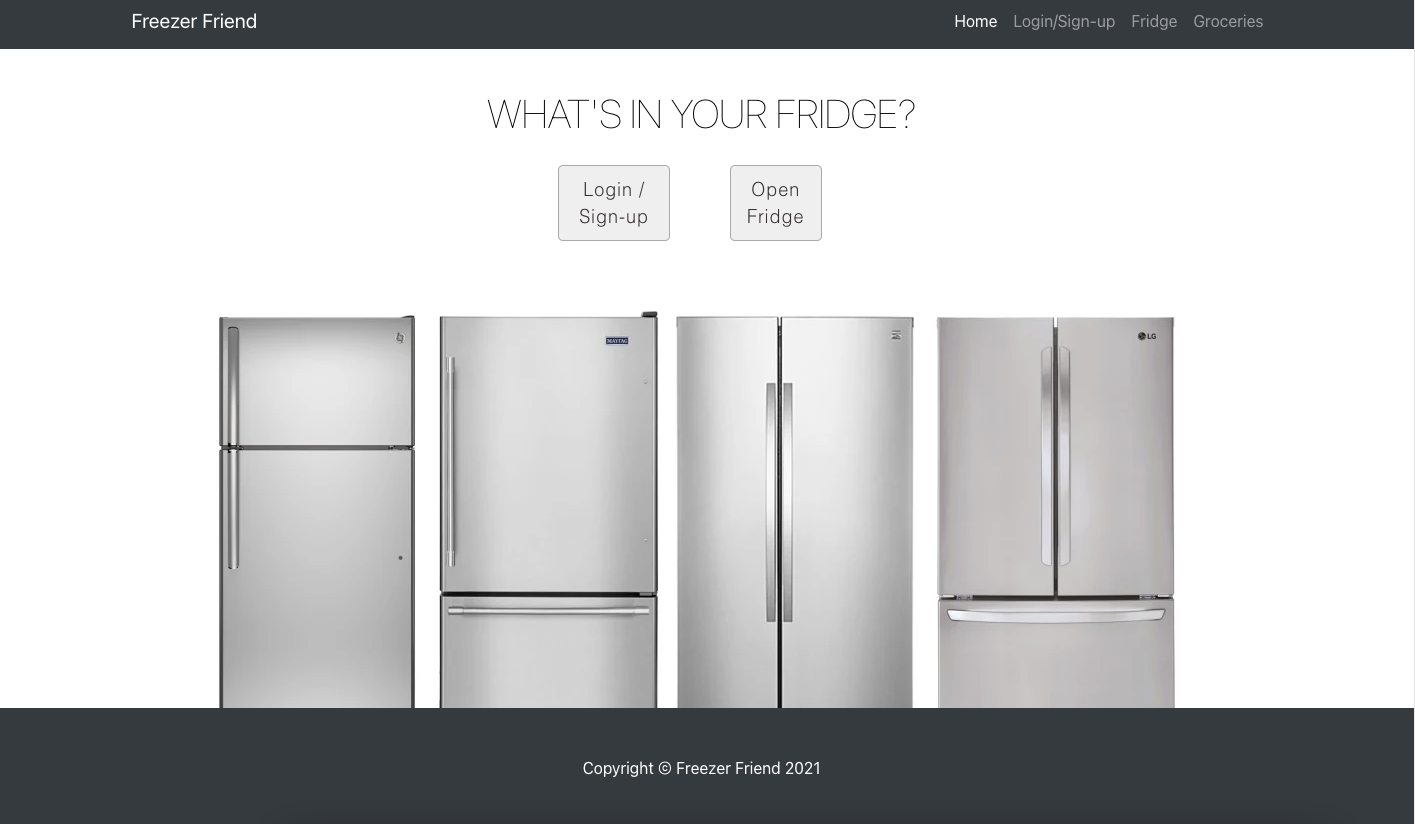 Freezer Friend
Home Login/Sign-up Fridge Groceries
WHAT'S IN YOUR FRIDGE?
Login /
Sign-up
Open
Fridge
MAYTAG
LG
Copyright © Freezer Friend 2021